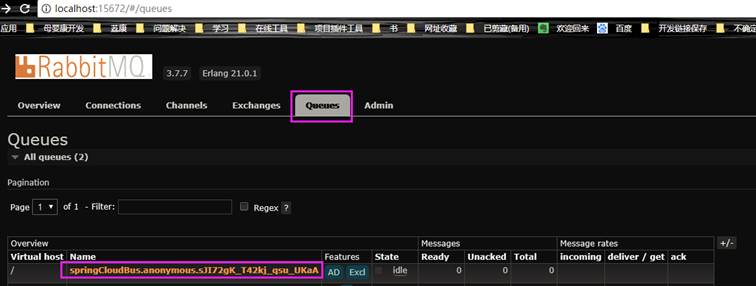 localhost:15672/#/queues
应用 母婴康开发 蓝康 问题解决 学习 在线工具 项目插件工具 书 网址收藏 已剪藏(备用) 欢迎回来 百度 开发链接保存 不确定
RabbitMQ 3.7.7 Erlang 21.0.1
Overview Connections Channels Exchanges Queues Admin
Queues
All queues (2)
Pagination
Page 1 of 1 - Filter: Regex ?
Overview Messages Message rates +/-
Virtual host Name Features State Ready Unacked Total incoming deliver / get ack
/ springCloudBus.anonymous.sJI72gK_T42kj_qsu_UKaA AD Excl idle 0 0 0